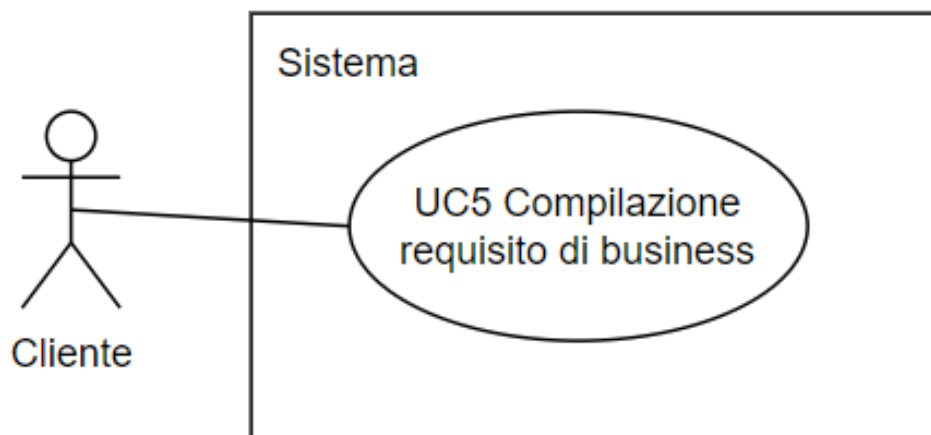 Sistema
UC5 Compilazione
requisito di business
Cliente